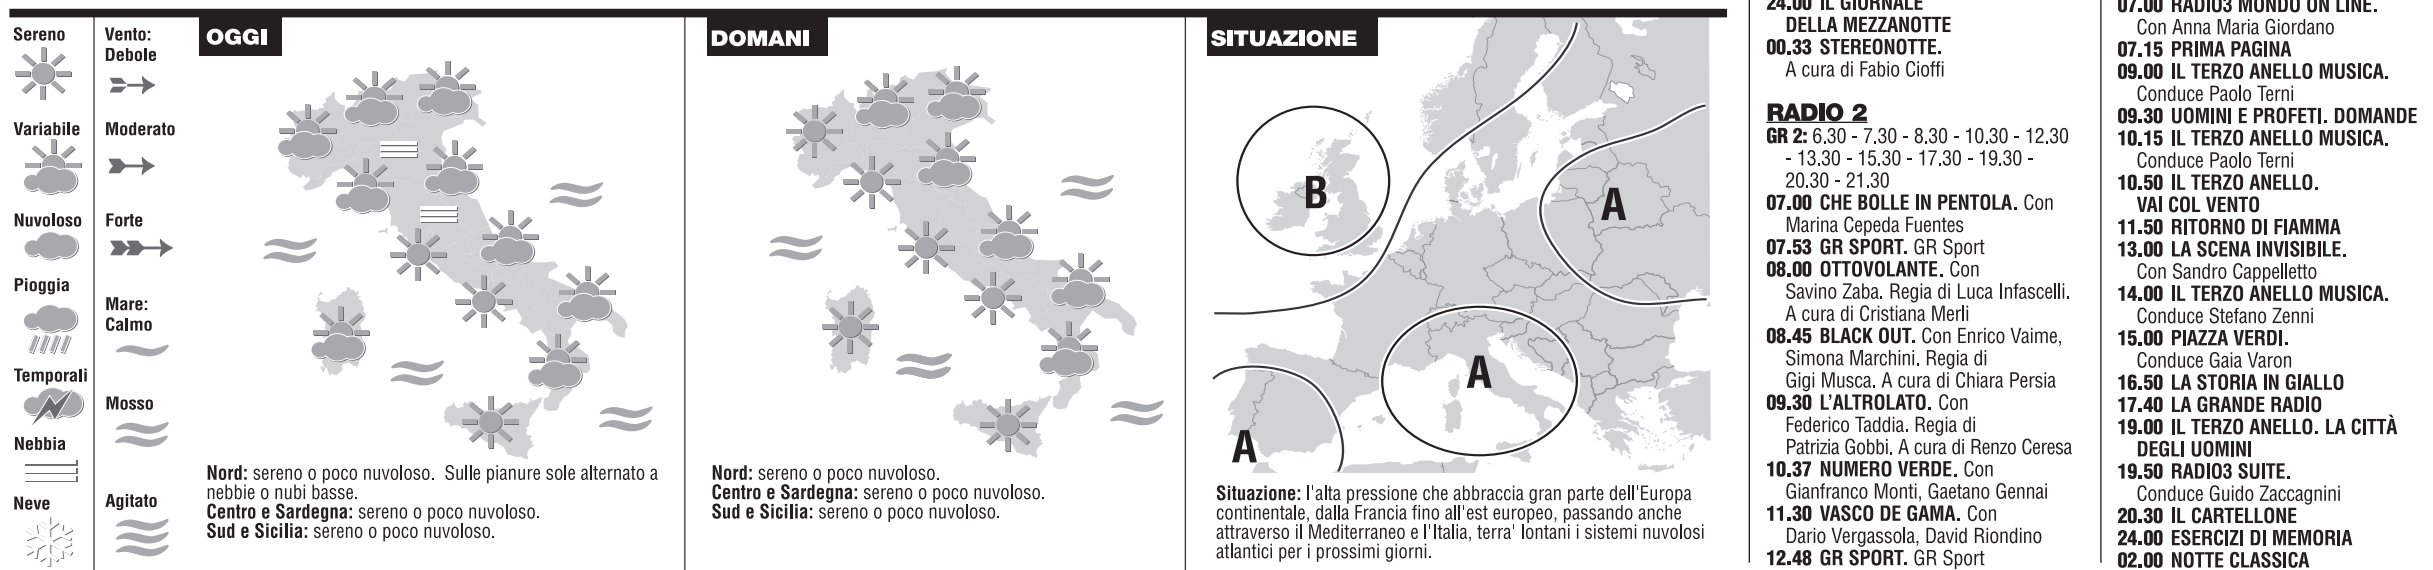 Sereno
Variabile
Nuvoloso
Pioggia
Temporali
Nebbia
Neve
Vento:
Debole
Moderato
Forte
Mare:
Calmo
Mosso
Agitato
OGGI
Nord: sereno o poco nuvoloso. Sulle pianure sole alternato a
nebbie o nubi basse.
Centro e Sardegna: sereno o poco nuvoloso.
Sud e Sicilia: sereno o poco nuvoloso.
DOMANI
Nord: sereno o poco nuvoloso.
Centro e Sardegna: sereno o poco nuvoloso.
Sud e Sicilia: sereno o poco nuvoloso.
SITUAZIONE
B
A
A
A
Situazione: l'alta pressione che abbraccia gran parte dell'Europa
continentale, dalla Francia fino all'est europeo, passando anche
attraverso il Mediterraneo e l'Italia, terra' lontani i sistemi nuvolosi
atlantici per i prossimi giorni.
24.00 IL GIORNALE
DELLA MEZZANOTTE
00.33 STEREONOTTE.
A cura di Fabio Cioffi
RADIO 2
GR 2: 6.30 - 7.30 - 8.30 - 10.30 - 12.30
- 13.30 - 15.30 - 17.30 - 19.30 -
20.30 - 21.30
07.00 CHE BOLLE IN PENTOLA. Con
Marina Cepeda Fuentes
07.53 GR SPORT. GR Sport
08.00 OTTOVOLANTE. Con
Savino Zaba. Regia di Luca Infascelli.
A cura di Cristiana Merli
08.45 BLACK OUT. Con Enrico Vaime,
Simona Marchini. Regia di
Gigi Musca. A cura di Chiara Persia
09.30 L'ALTROLATO. Con
Federico Taddia. Regia di
Patrizia Gobbi. A cura di Renzo Ceresa
10.37 NUMERO VERDE. Con
Gianfranco Monti, Gaetano Gennai
11.30 VASCO DE GAMA. Con
Dario Vergassola, David Riondino
12.48 GR SPORT. GR Sport
07.00 RADIO3 MONDO ON LINE.
Con Anna Maria Giordano
07.15 PRIMA PAGINA
09.00 IL TERZO ANELLO MUSICA.
Conduce Paolo Terni
09.30 UOMINI E PROFETI. DOMANDE
10.15 IL TERZO ANELLO MUSICA.
Conduce Paolo Terni
10.50 IL TERZO ANELLO.
VAI COL VENTO
11.50 RITORNO DI FIAMMA
13.00 LA SCENA INVISIBILE.
Con Sandro Cappelletto
14.00 IL TERZO ANELLO MUSICA.
Conduce Stefano Zenni
15.00 PIAZZA VERDI.
Conduce Gaia Varon
16.50 LA STORIA IN GIALLO
17.40 LA GRANDE RADIO
19.00 IL TERZO ANELLO. LA CITTÀ
DEGLI UOMINI
19.50 RADIO3 SUITE.
Conduce Guido Zaccagnini
20.30 IL CARTELLONE
24.00 ESERCIZI DI MEMORIA
02.00 NOTTE CLASSICA